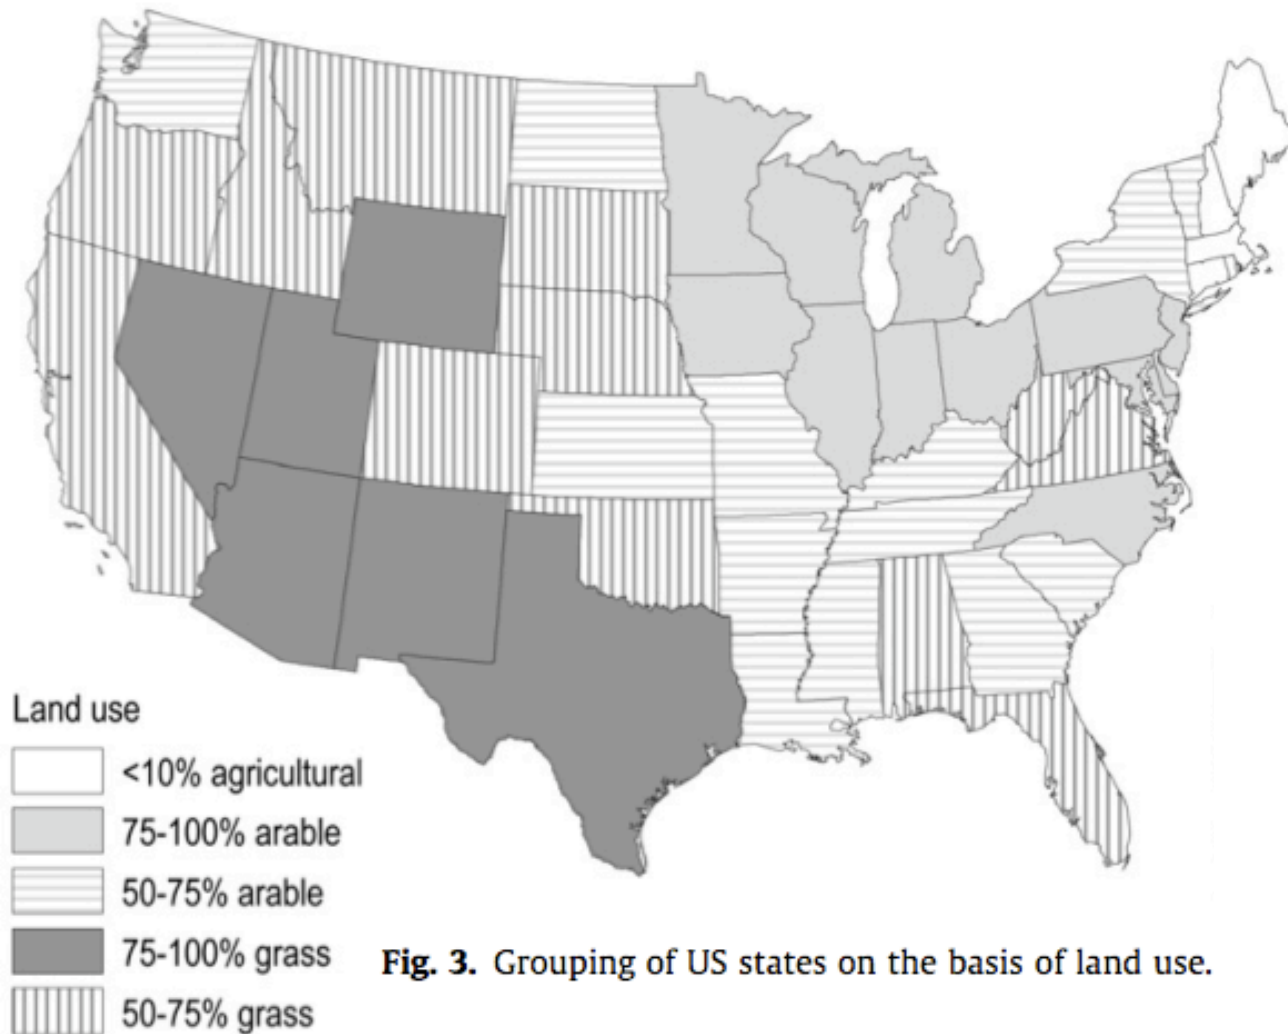 Land use
<10% agricultural
75-100% arable
50-75% arable
75-100% grass
50-75% grass
Fig. 3. Grouping of US states on the basis of land use.